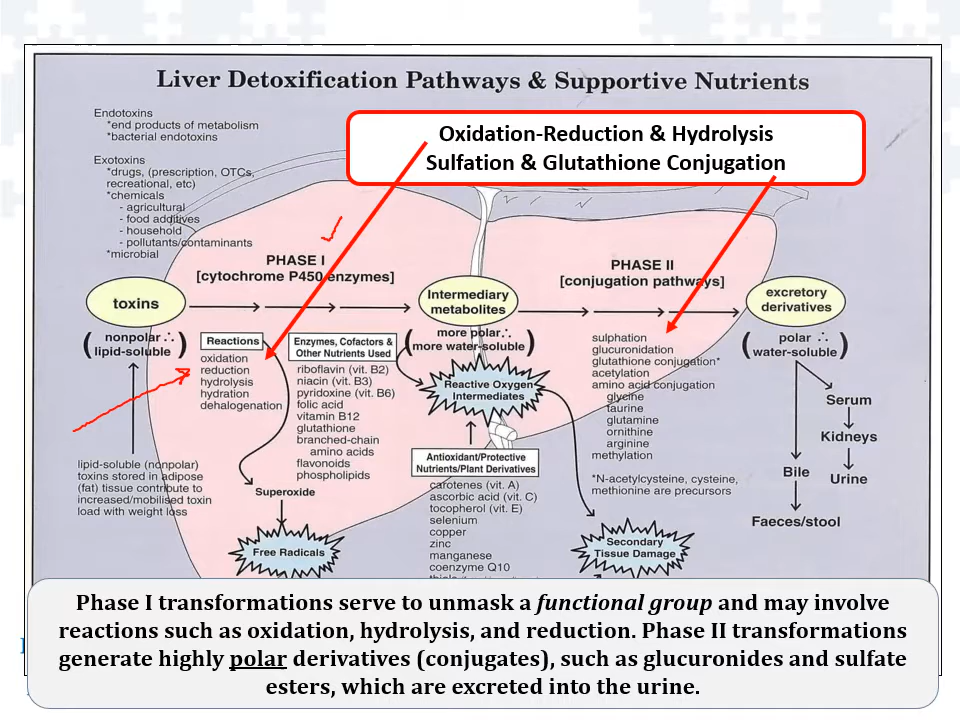 Liver Detoxification Pathways & Supportive Nutrients
Endotoxins
*end products of metabolism
*bacterial endotoxins
Exotoxins
*drugs, (prescription, OTCs,
recreational, etc)
*chemicals
- agricultural
- food additives
- household
- pollutants/contaminants
*microbial
Oxidation-Reduction & Hydrolysis
Sulfation & Glutathione Conjugation
PHASE I
[cytochrome P450 enzymes]
PHASE II
[conjugation pathways]
toxins
Intermediary
metabolites
excretory
derivatives
(nonpolar ∴
lipid-soluble)
(more polar ∴
more water-soluble)
(polar ∴
water-soluble)
Reactions
oxidation
reduction
hydrolysis
hydration
dehalogenation
Enzymes, Cofactors &
Other Nutrients Used
riboflavin (vit. B2)
niacin (vit. B3)
pyridoxine (vit. B6)
folic acid
vitamin B12
glutathione
branched-chain
amino acids
flavonoids
phospholipids
Reactive Oxygen
Intermediates
sulphation
glucuronidation
glutathione conjugation*
acetylation
amino acid conjugation
glycine
taurine
glutamine
ornithine
arginine
methylation
*N-acetylcysteine, cysteine,
methionine are precursors
Serum
Kidneys
Urine
Bile
Faeces/stool
lipid-soluble (nonpolar)
toxins stored in adipose
(fat) tissue contribute to
increased/mobilised toxin
load with weight loss
Superoxide
Free Radicals
Antioxidant/Protective
Nutrients/Plant Derivatives
carotenes (vit. A)
ascorbic acid (vit. C)
tocopherol (vit. E)
selenium
copper
zinc
manganese
coenzyme Q10
Secondary
Tissue Damage
Phase I transformations serve to unmask a functional group and may involve
reactions such as oxidation, hydrolysis, and reduction. Phase II transformations
generate highly polar derivatives (conjugates), such as glucuronides and sulfate
esters, which are excreted into the urine.